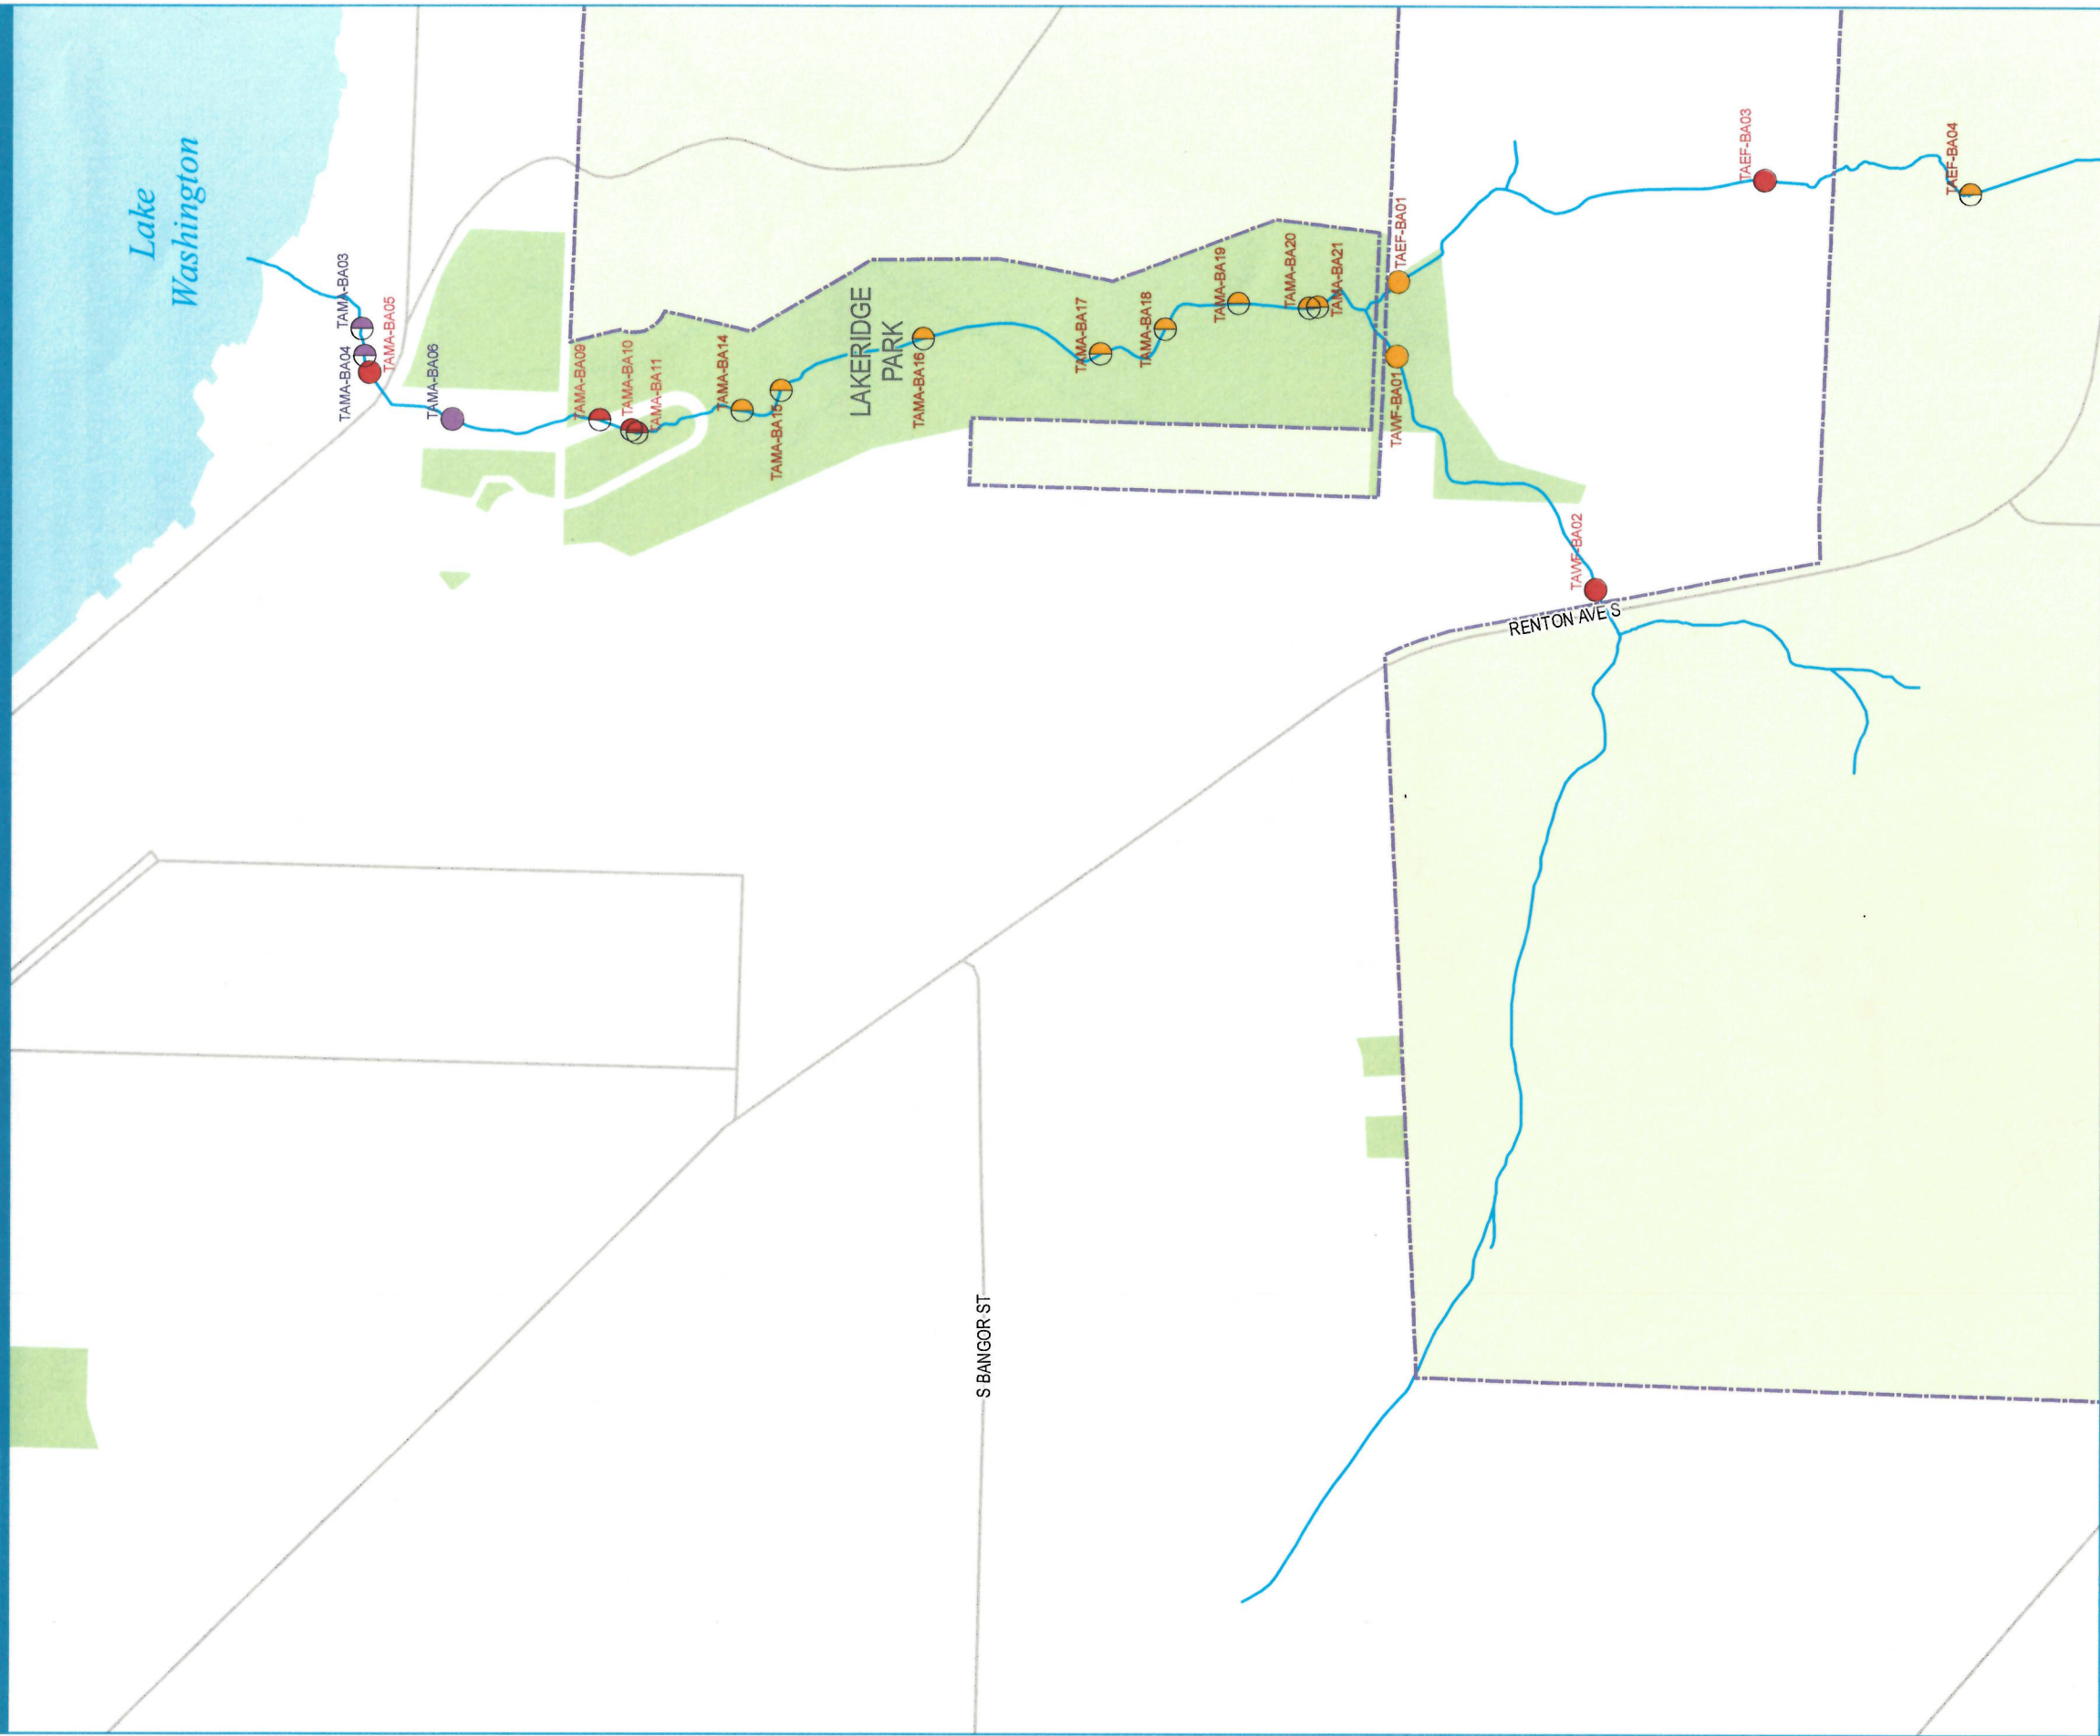 Lake
Washington
TAMA-BA03
TAMA-BA04
TAMA-BA05
TAMA-BA06
TAMA-BA09
TAMA-BA10
TAMA-BA11
TAMA-BA14
TAMA-BA15
LAKERIDGE
PARK
TAMA-BA16
TAMA-BA17
TAMA-BA18
TAMA-BA19
TAMA-BA20
TAMA-BA21
TAEF-BA01
TAWF-BA01
TAEF-BA03
TAEF-BA04
TAWF-BA02
RENTON AVE S
S BANGOR ST